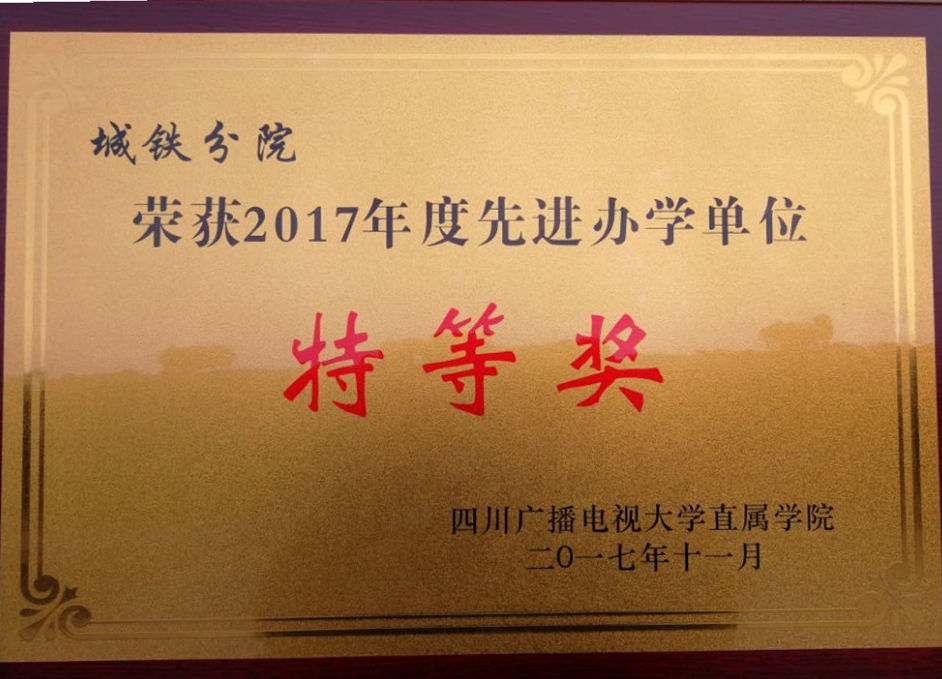 城铁分院
荣获2017年度先进办学单位
特等奖
四川广播电视大学直属学院
二O一七年十一月